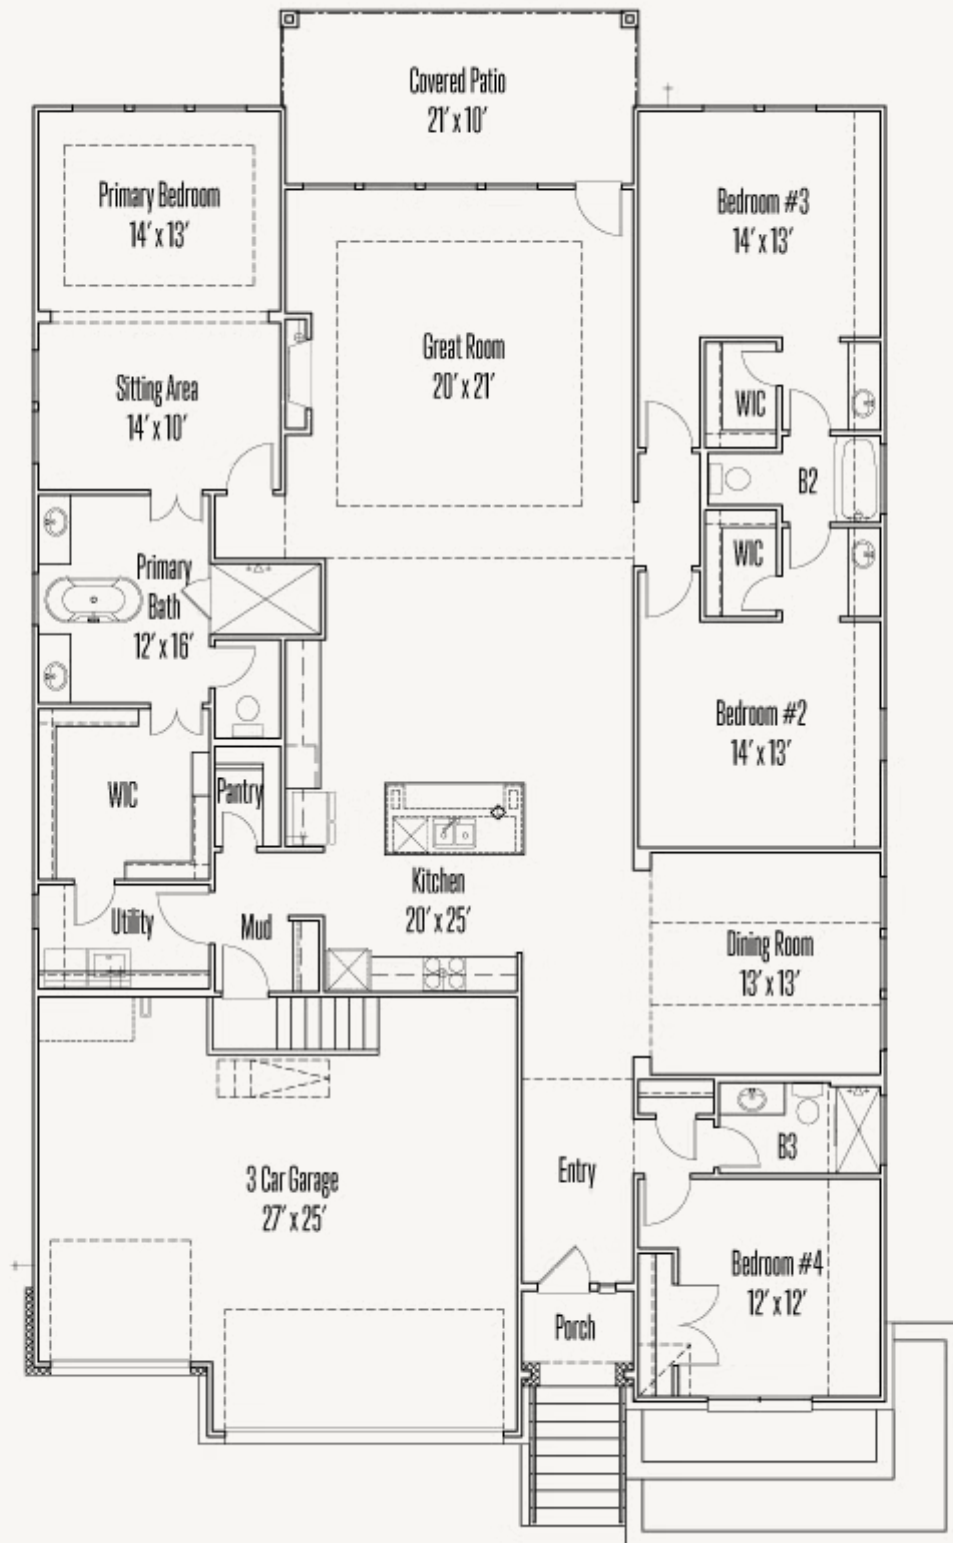 Covered Patio
21' x 10'
Primary Bedroom
14' x 13'
Bedroom #3
14' x 13'
Great Room
20' x 21'
Sitting Area
14' x 10'
WIC
B2
WIC
Primary
Bath
12' x 16'
Bedroom #2
14' x 13'
WIC
Pantry
Kitchen
20' x 25'
Utility
Mud
Dining Room
13' x 13'
B3
Entry
3 Car Garage
27' x 25'
Bedroom #4
12' x 12'
Porch